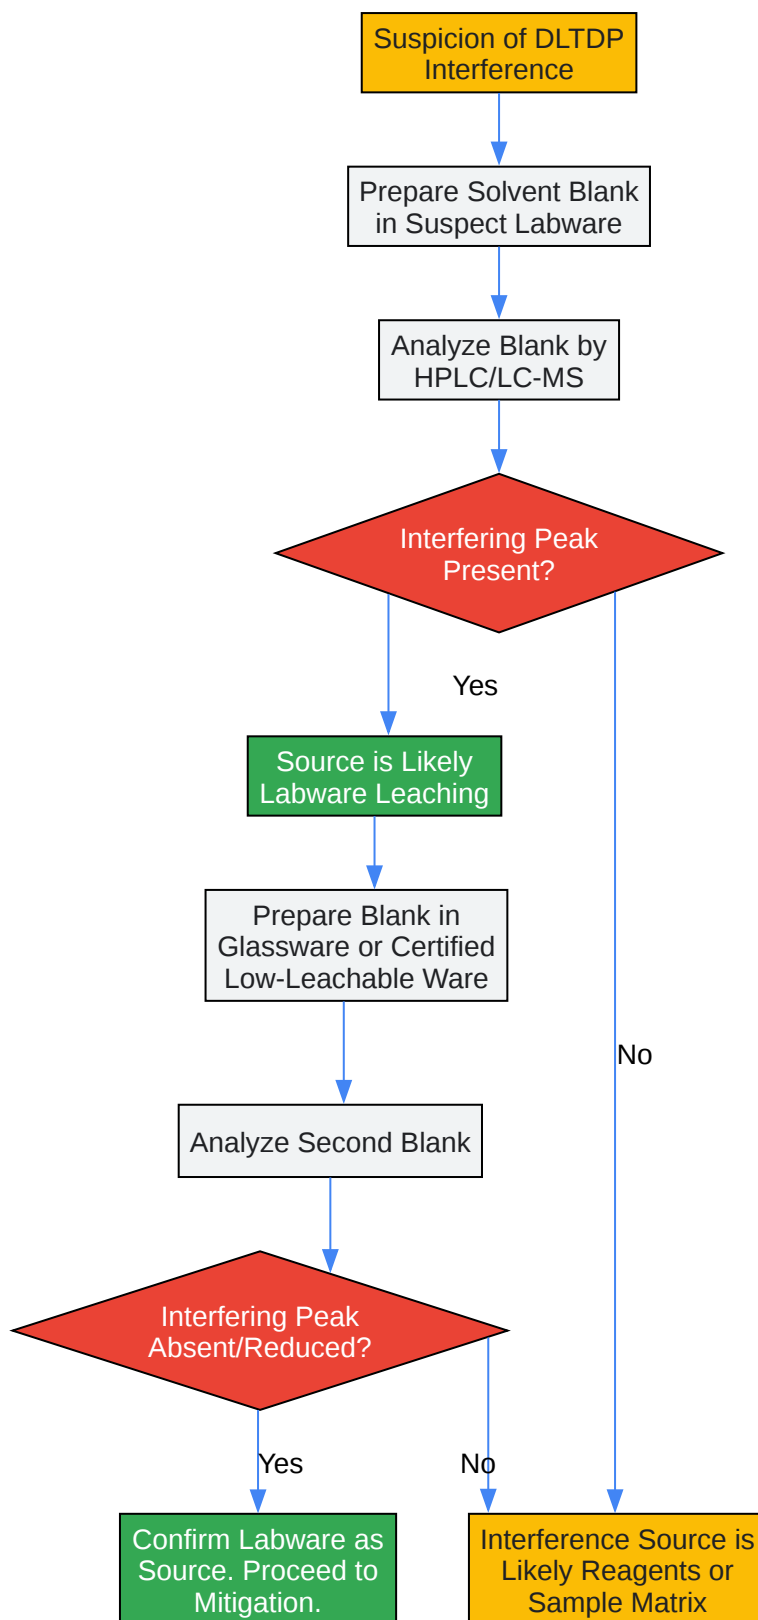 Suspicion of DLTDP
Interference
Prepare Solvent Blank
in Suspect Labware
Analyze Blank by
HPLC/LC-MS
Interfering Peak
Present?
Yes
Source is Likely
Labware Leaching
Prepare Blank in
Glassware or Certified
Low-Leachable Ware
No
Analyze Second Blank
Interfering Peak
Absent/Reduced?
Yes
No
Confirm Labware as
Source. Proceed to
Mitigation.
Interference Source is
Likely Reagents or
Sample Matrix